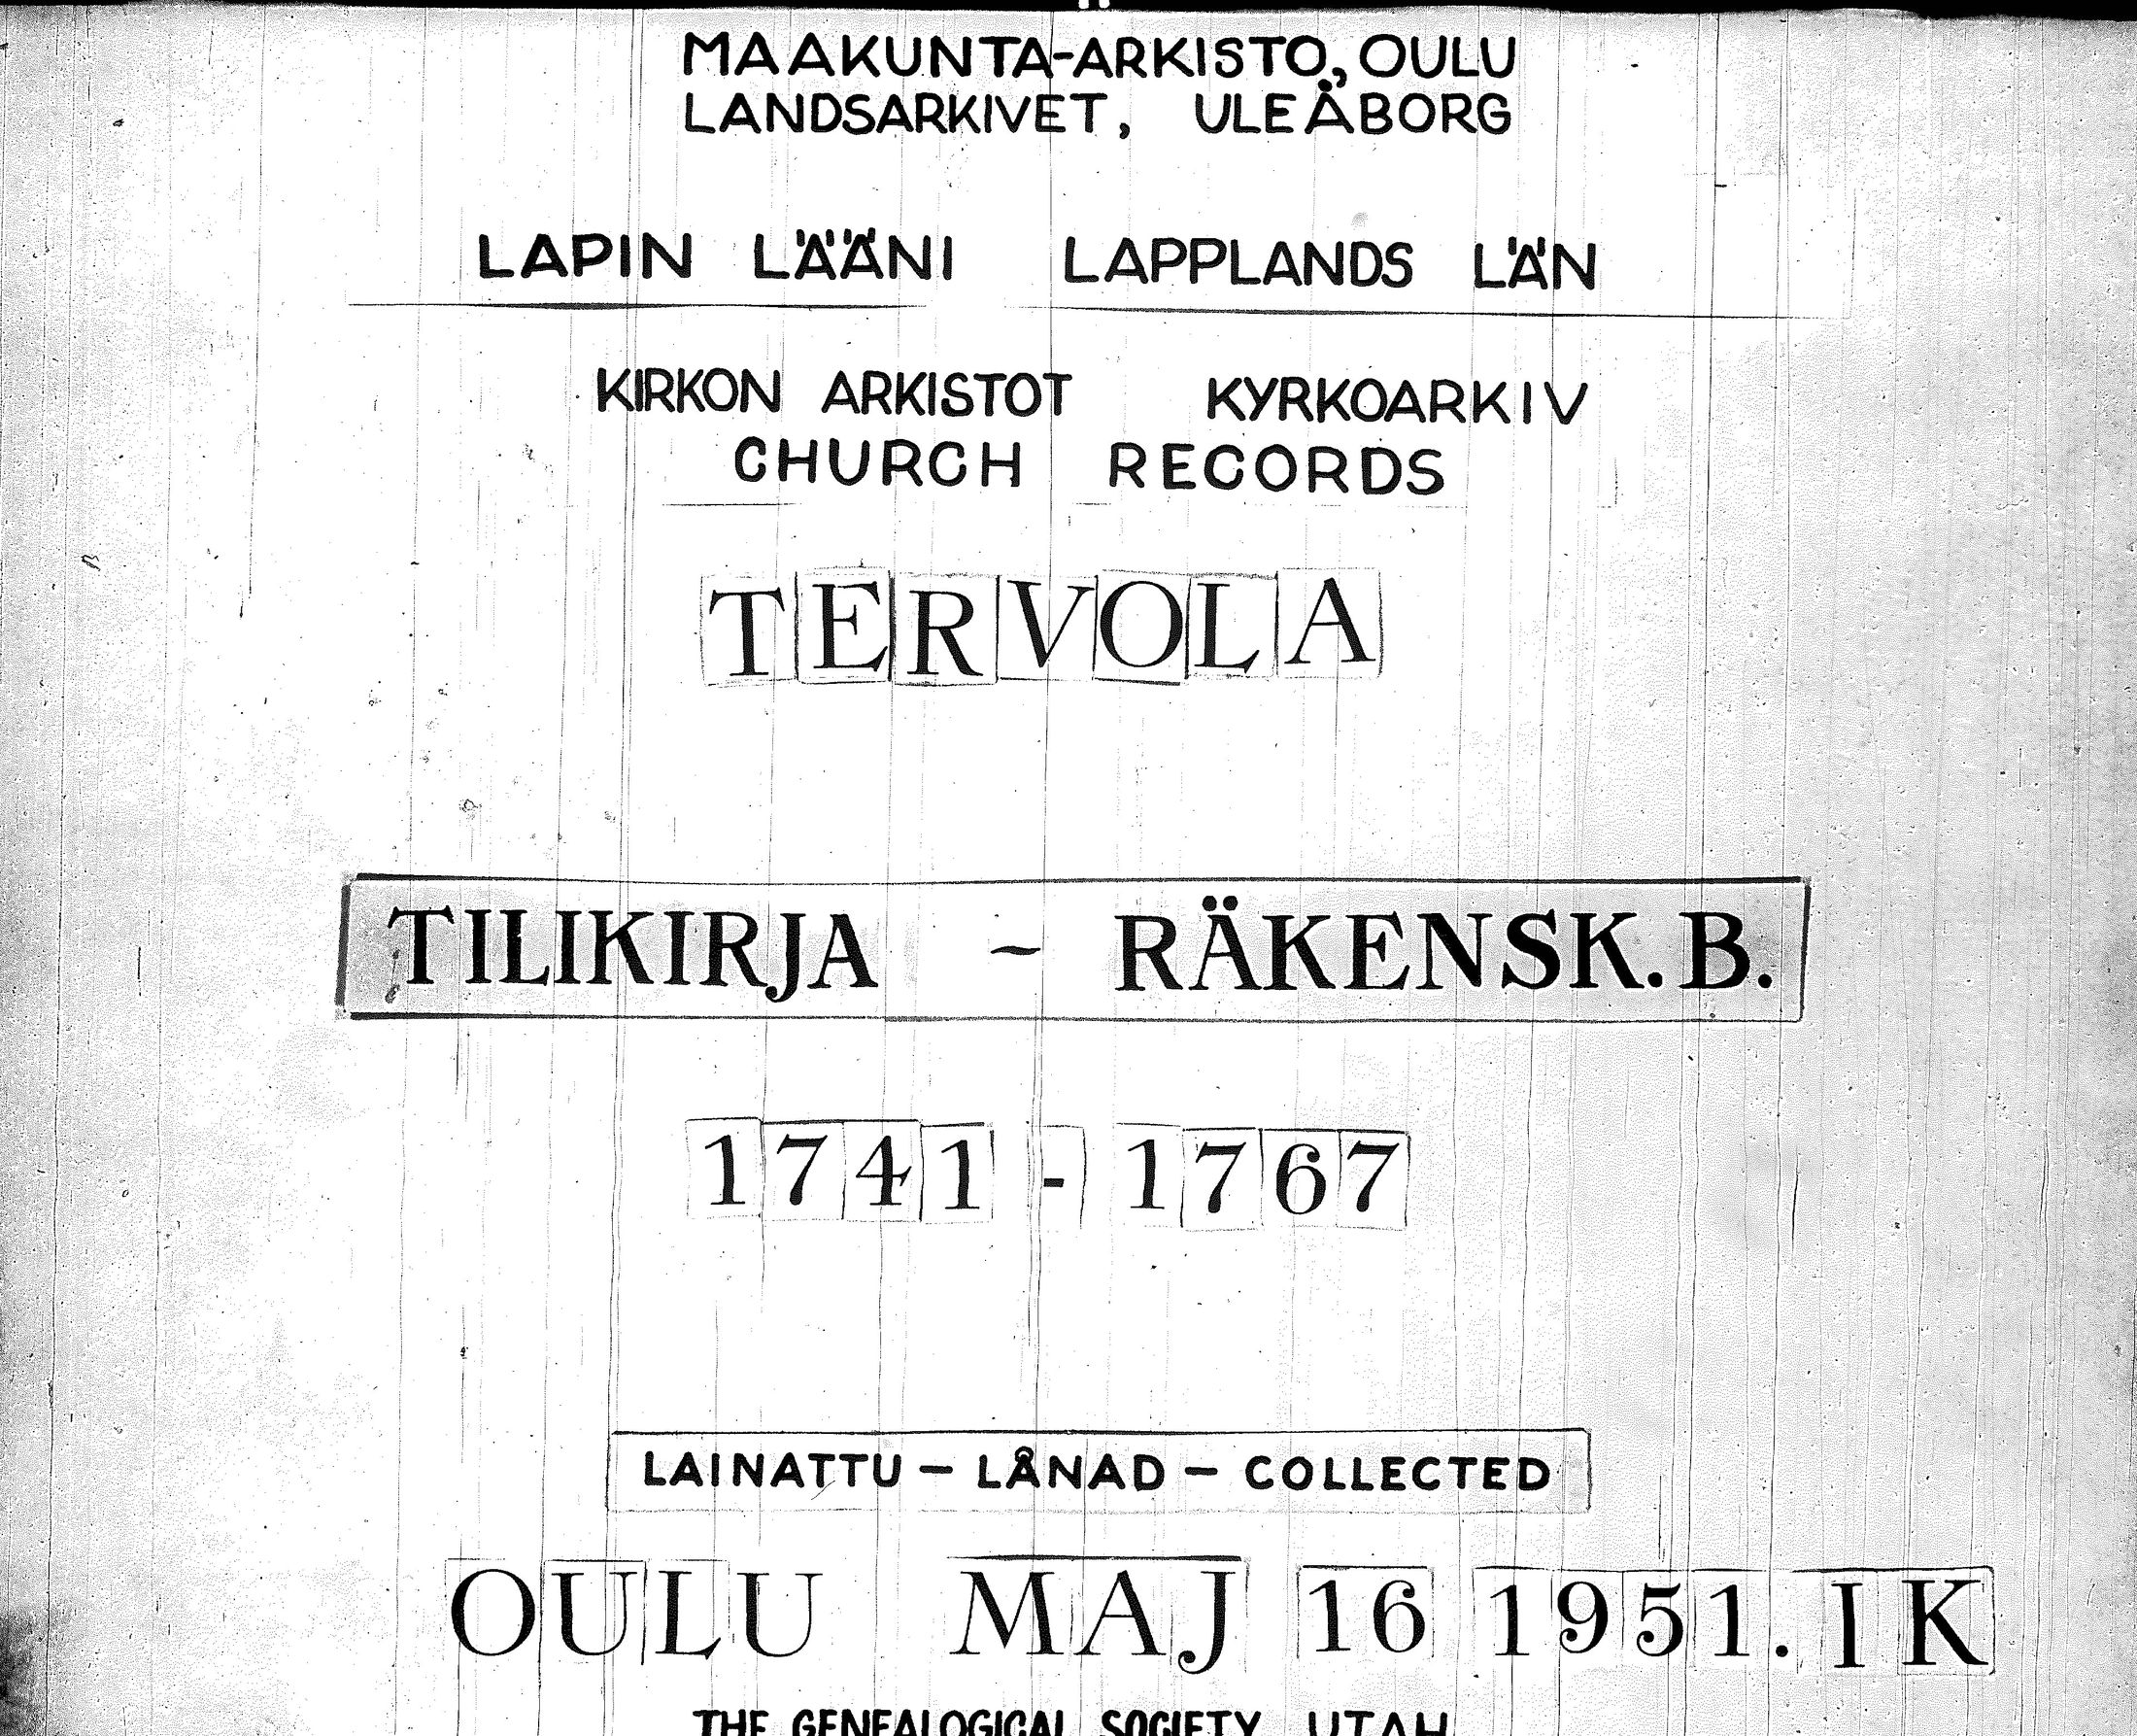 MAAKUNTA-ARKISTO, OULU
LANDSARKIVET, ULEÅBORG
LAPIN LÄÄNI LAPPLANDS LÄN
KIRKON ARKISTOT KYRKOARKIV
CHURCH RECORDS
TERVOLA
TILIKIRJA - RÄKENSK.B.
1741 - 1767
LAINATTU - LÅNAD - COLLECTED
OULU MAJ 16 1951. IK
THE GENEALOGICAL SOCIETY UTAH